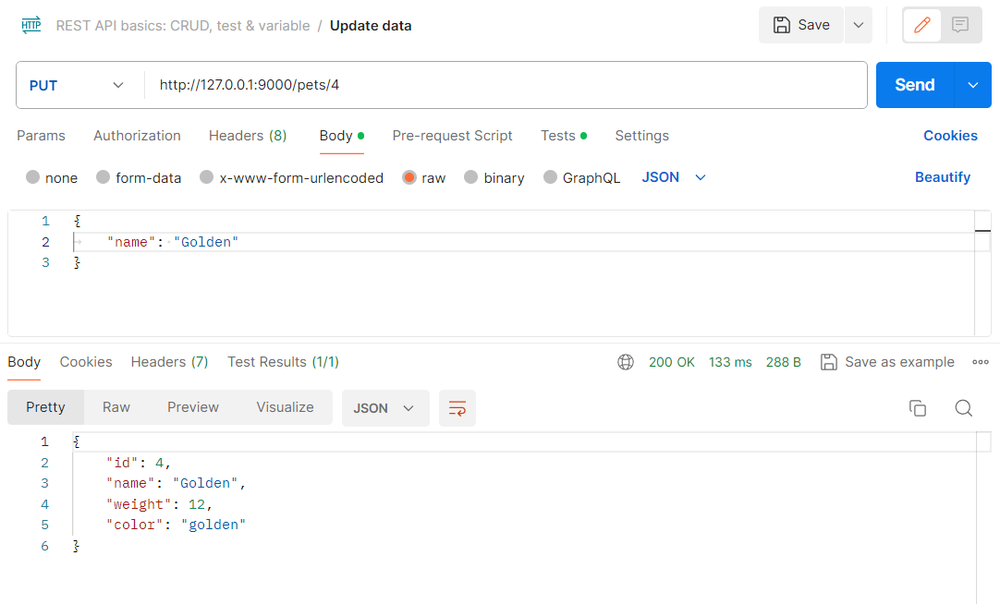 HTTP REST API basics: CRUD, test & variable / Update data Save
PUT http://127.0.0.1:9000/pets/4 Send
Params Authorization Headers (8) Body Pre-request Script Tests Settings Cookies
none form-data x-www-form-urlencoded raw binary GraphQL JSON Beautify
1 {
2 "name": "Golden"
3 }
Body Cookies Headers (7) Test Results (1/1) 200 OK 133 ms 288 B Save as example
Pretty Raw Preview Visualize JSON
1 {
2 "id": 4,
3 "name": "Golden",
4 "weight": 12,
5 "color": "golden"
6 }